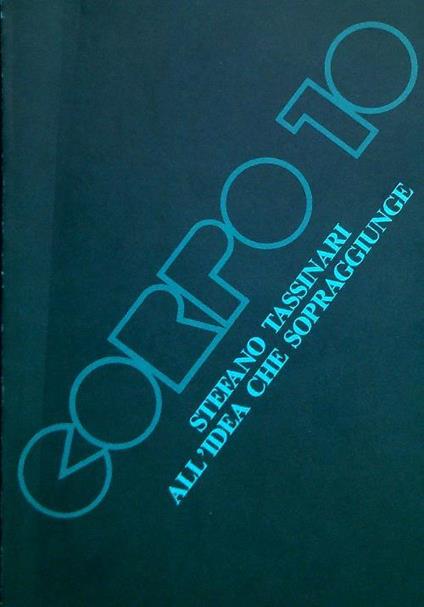 CORPO 10
STEFANO TASSINARI
ALL'IDEA CHE SOPRAGGIUNGE